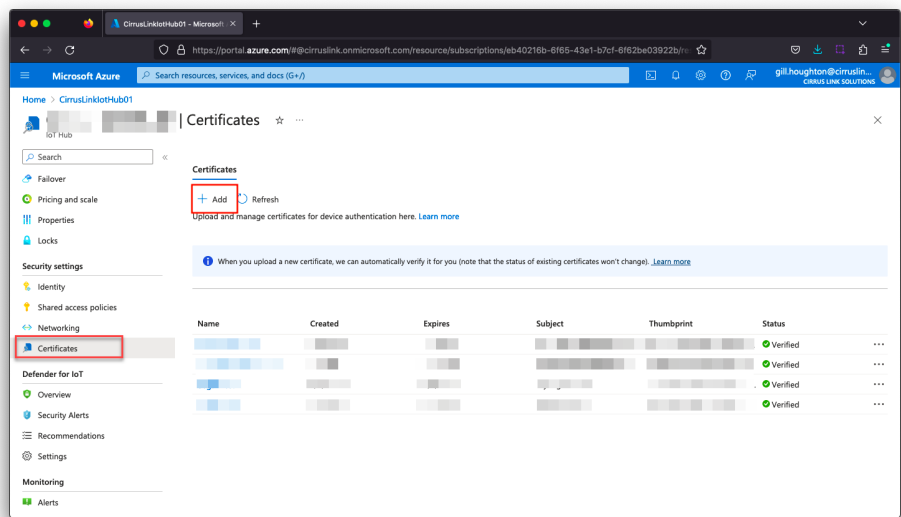 CirrusLinkIotHub01 - Microsoft
https://portal.azure.com/#@cirruslink.onmicrosoft.com/resource/subscriptions/eb40216b-6f65-43e1-b7cf-6f62be03922b/re
Microsoft Azure
Search resources, services, and docs (G+/)
gill.houghton@cirruslin...
CIRRUS LINK SOLUTIONS
Home > CirrusLinkIotHub01
| Certificates
IoT Hub
Search
Failover
Pricing and scale
Properties
Locks
Security settings
Identity
Shared access policies
Networking
Certificates
Defender for IoT
Overview
Security Alerts
Recommendations
Settings
Monitoring
Alerts
Certificates
+ Add Refresh
Upload and manage certificates for device authentication here. Learn more
When you upload a new certificate, we can automatically verify it for you (note that the status of existing certificates won't change). Learn more
Name Created Expires Subject Thumbprint Status
Verified
Verified
Verified
Verified